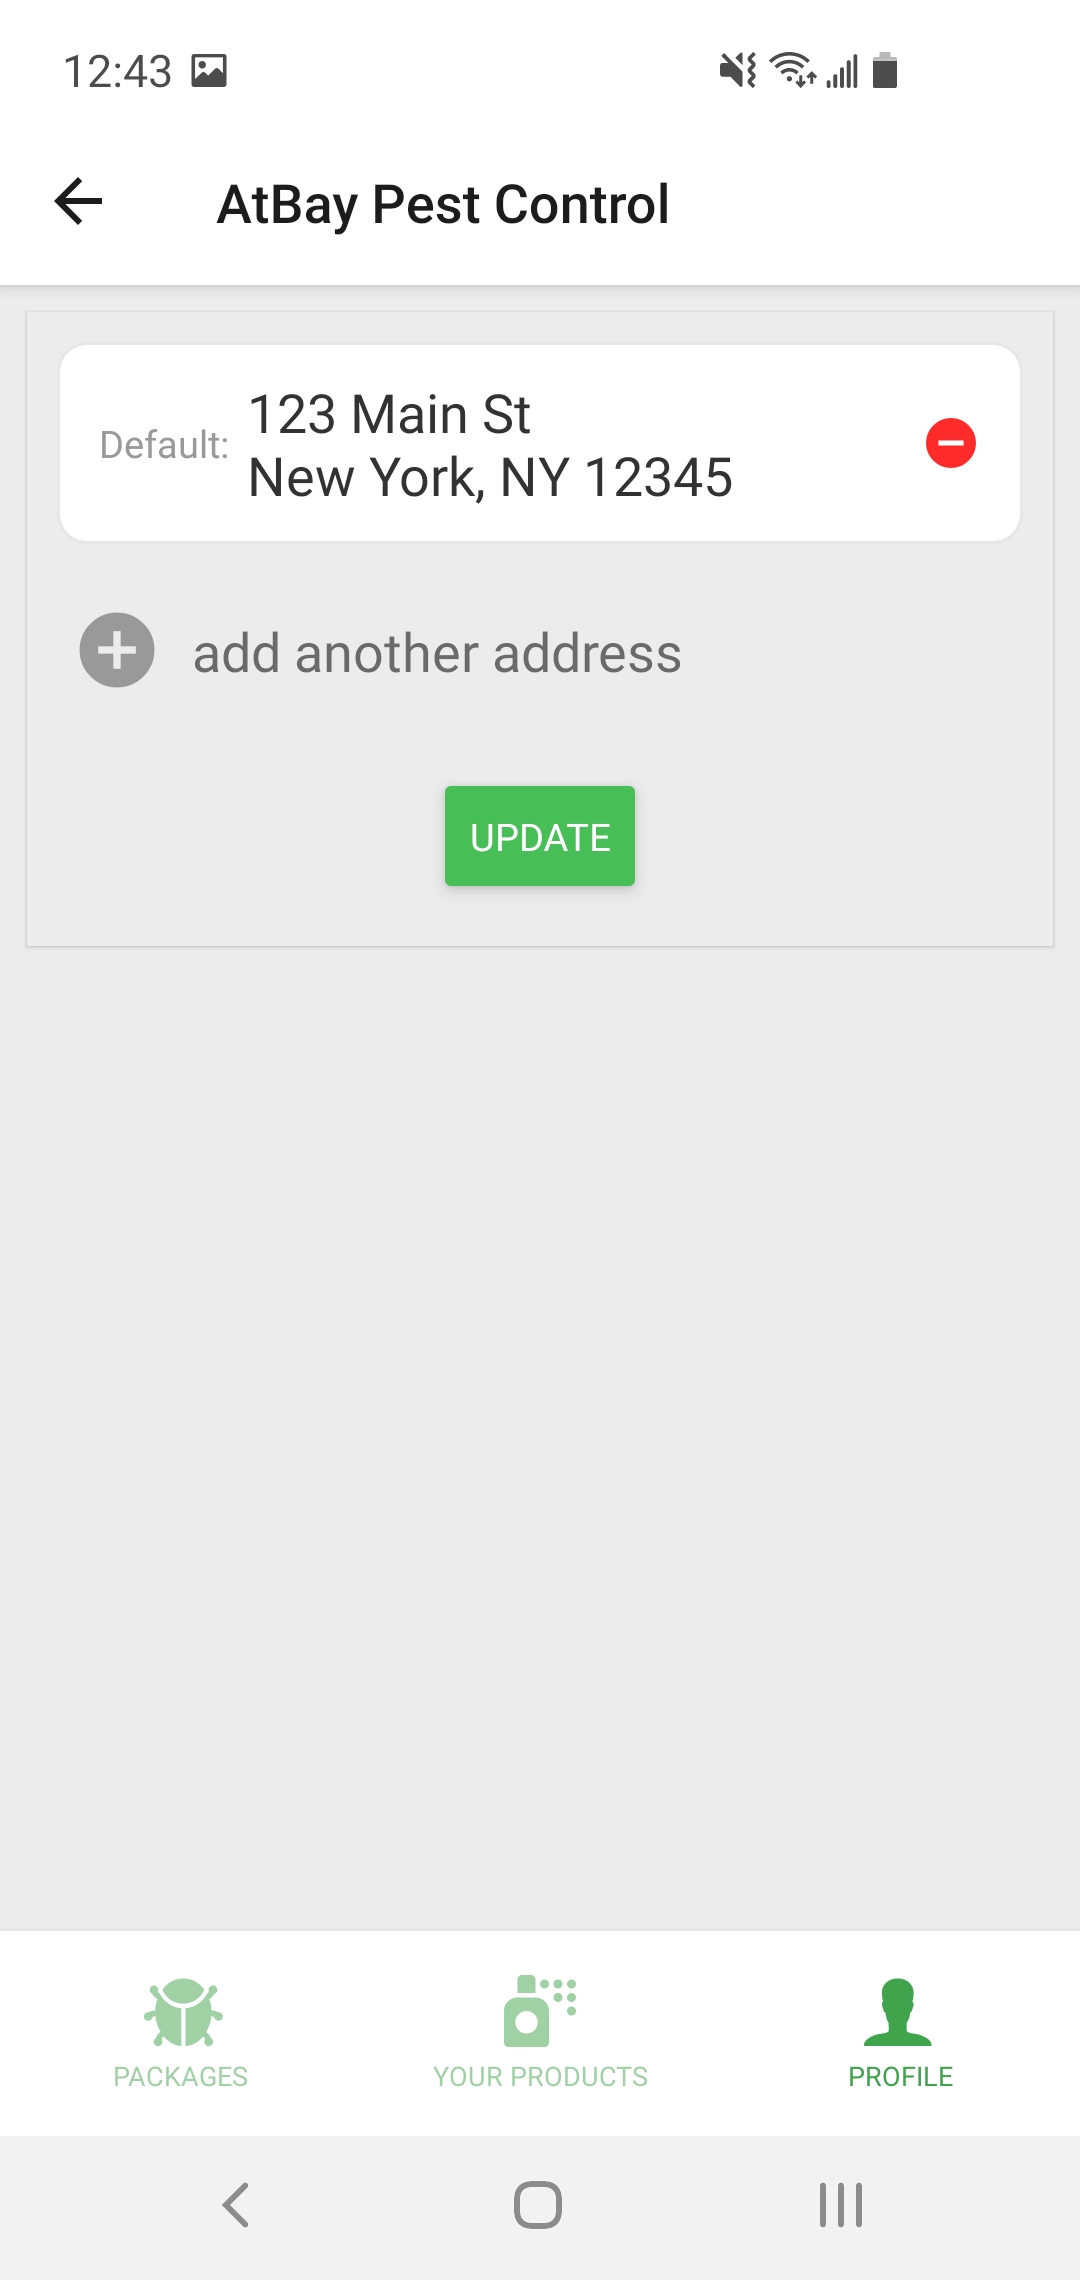 12:43
AtBay Pest Control
Default:
123 Main St
New York, NY 12345
add another address
UPDATE
PACKAGES
YOUR PRODUCTS
PROFILE